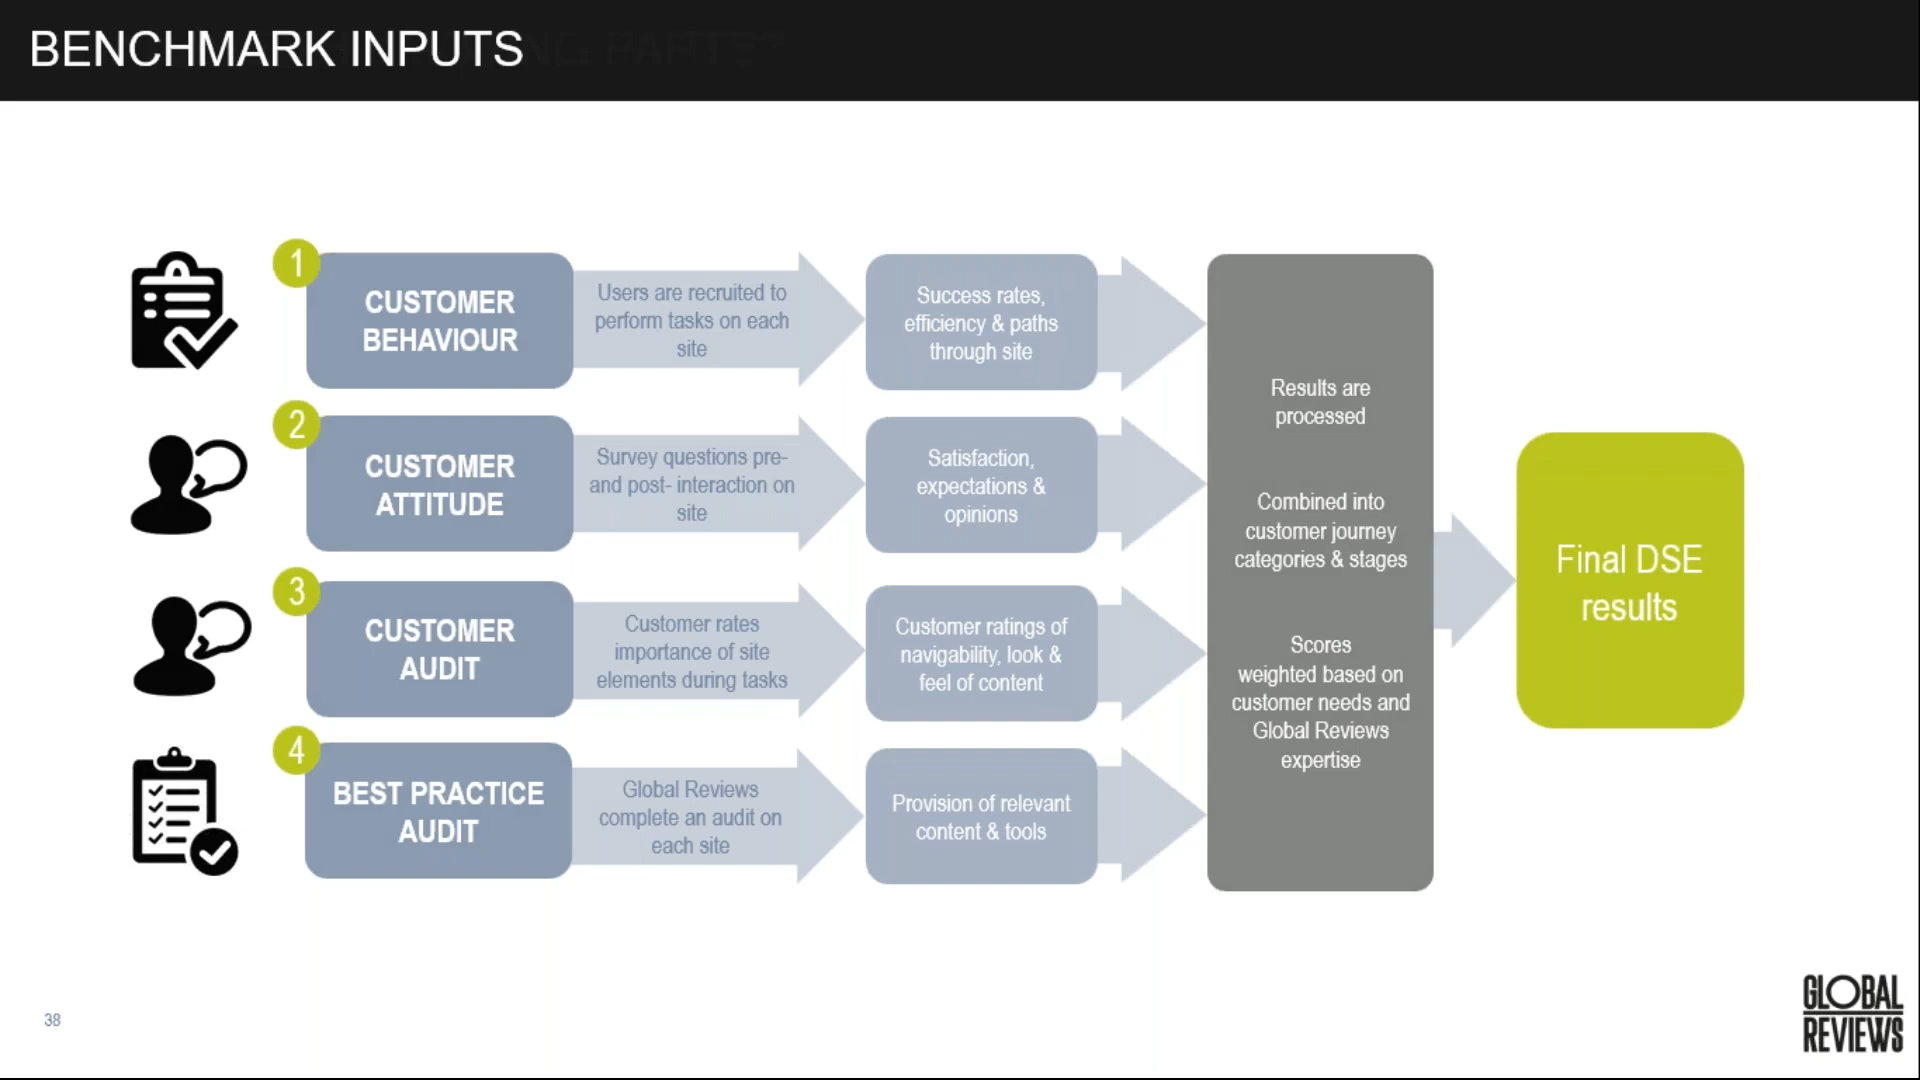 BENCHMARK INPUTS
1
CUSTOMER
BEHAVIOUR
Users are recruited to
perform tasks on each
site
Success rates,
efficiency & paths
through site
2
CUSTOMER
ATTITUDE
Survey questions pre-
and post- interaction on
site
Satisfaction,
expectations &
opinions
3
CUSTOMER
AUDIT
Customer rates
importance of site
elements during tasks
Customer ratings of
navigability, look &
feel of content
4
BEST PRACTICE
AUDIT
Global Reviews
complete an audit on
each site
Provision of relevant
content & tools
Results are
processed
Combined into
customer journey
categories & stages
Scores
weighted based on
customer needs and
Global Reviews
expertise
Final DSE
results
38
GLOBAL
REVIEWS